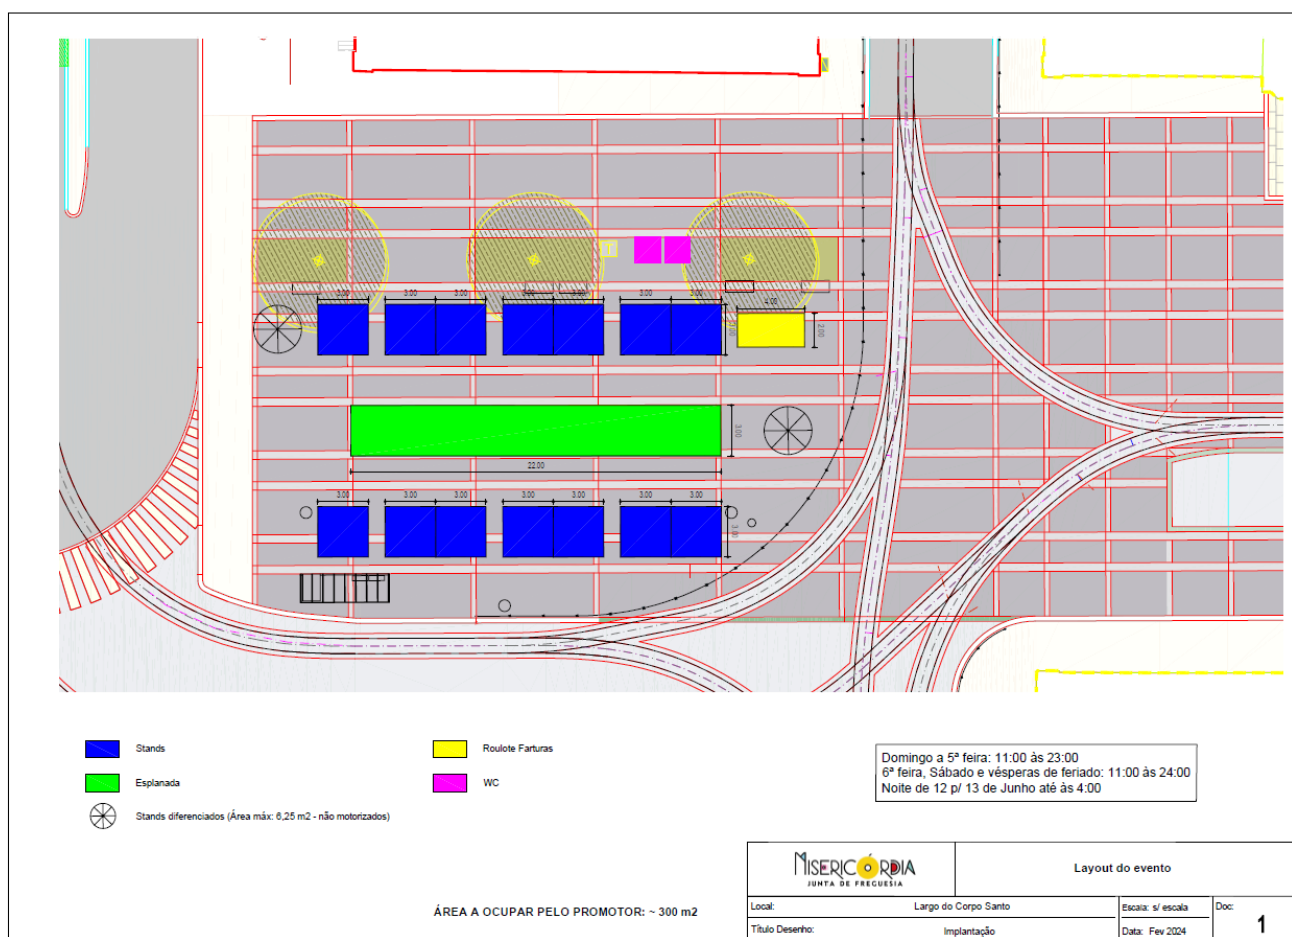 T
3.00 3.00 3.00 3.00 3.00 3.00 3.00 4.00
2.00
3.00
22.00
3.00 3.00 3.00 3.00 3.00 3.00 3.00
3.00
Stands
Roulote Farturas
Esplanada
WC
Stands diferenciados (Área máx: 6,25 m2 - não motorizados)
Domingo a 5ª feira: 11:00 às 23:00
6ª feira, Sábado e vésperas de feriado: 11:00 às 24:00
Noite de 12 p/ 13 de Junho até às 4:00
ÁREA A OCUPAR PELO PROMOTOR: ~ 300 m2
MISERICÓRDIA
JUNTA DE FREGUESIA
Layout do evento
Local: Largo do Corpo Santo
Escala: s/ escala
Doc:
1
Título Desenho: Implantação
Data: Fev 2024